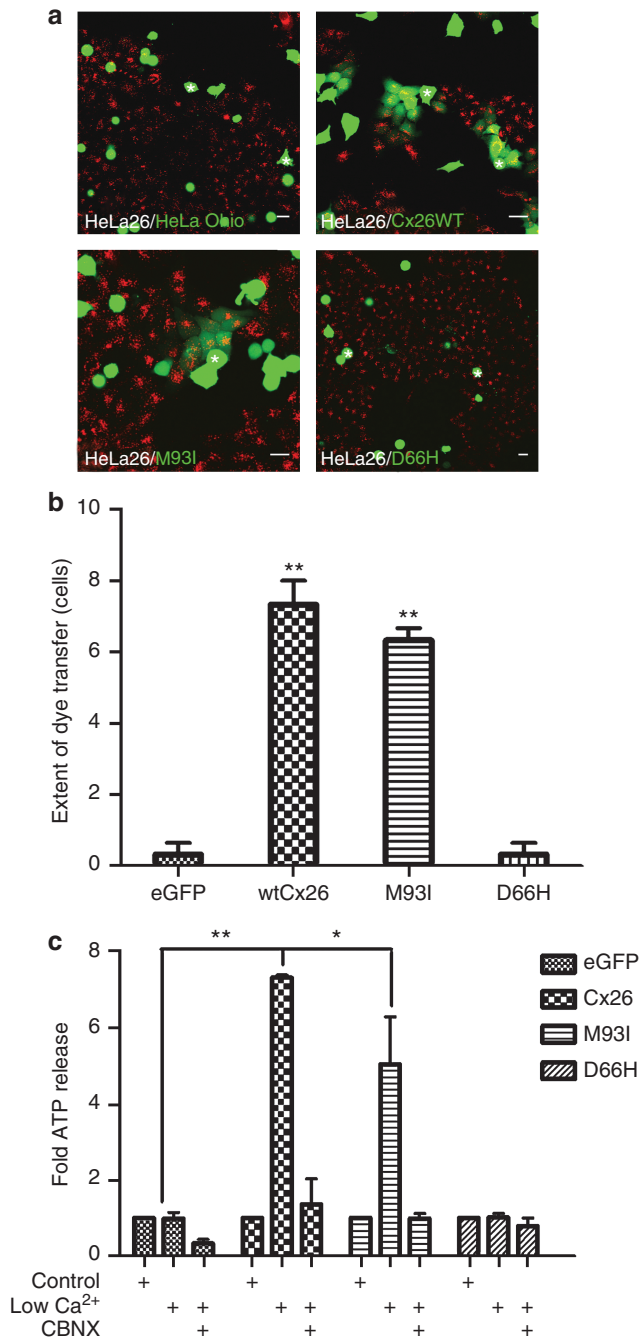 a
* * * *
HeLa26/HeLa Ohio HeLa26/Cx26WT
* * *
HeLa26/M93I HeLa26/D66H
b
10
8
6
4
2
0
Extent of dye transfer (cells)
**
**
eGFP wtCx26 M93I D66H
c
8
6
4
2
0
Fold ATP release
** *
eGFP
Cx26
M93I
D66H
Control + + + +
Low Ca2+ + + + + + + + +
CBNX + + + +